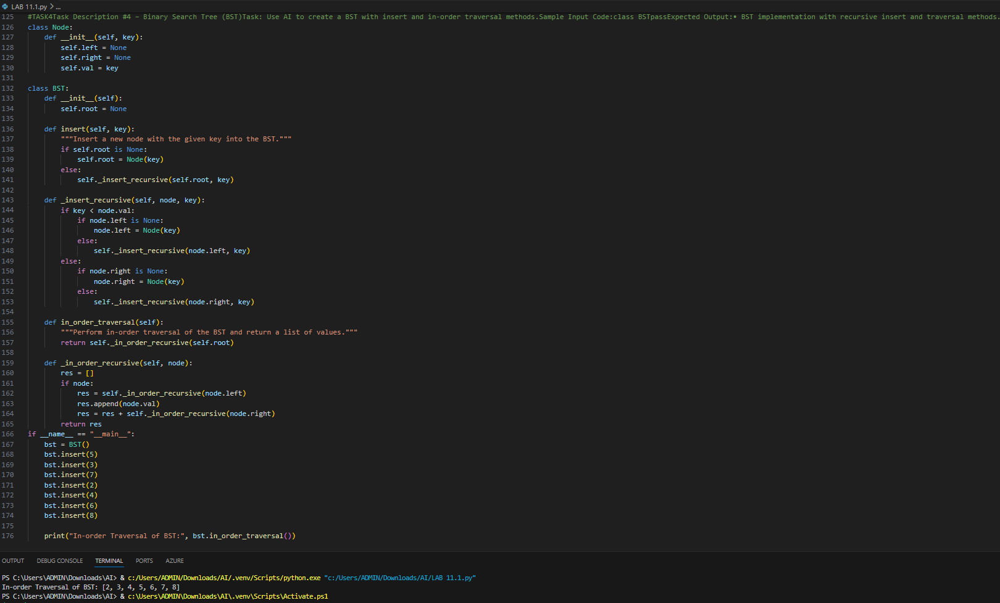 LAB 11.1.py > ...
125 #TASK4Task Description #4 – Binary Search Tree (BST)Task: Use AI to create a BST with insert and in-order traversal methods.Sample Input Code:class BSTpassExpected Output:• BST implementation with recursive insert and traversal methods.
126 class Node:
127     def __init__(self, key):
128         self.left = None
129         self.right = None
130         self.val = key
131
132 class BST:
133     def __init__(self):
134         self.root = None
135
136     def insert(self, key):
137         """Insert a new node with the given key into the BST."""
138         if self.root is None:
139             self.root = Node(key)
140         else:
141             self._insert_recursive(self.root, key)
142
143     def _insert_recursive(self, node, key):
144         if key < node.val:
145             if node.left is None:
146                 node.left = Node(key)
147             else:
148                 self._insert_recursive(node.left, key)
149         else:
150             if node.right is None:
151                 node.right = Node(key)
152             else:
153                 self._insert_recursive(node.right, key)
154
155     def in_order_traversal(self):
156         """Perform in-order traversal of the BST and return a list of values."""
157         return self._in_order_recursive(self.root)
158
159     def _in_order_recursive(self, node):
160         res = []
161         if node:
162             res = self._in_order_recursive(node.left)
163             res.append(node.val)
164             res = res + self._in_order_recursive(node.right)
165         return res
166 if __name__ == "__main__":
167     bst = BST()
168     bst.insert(5)
169     bst.insert(3)
170     bst.insert(7)
171     bst.insert(2)
172     bst.insert(4)
173     bst.insert(6)
174     bst.insert(8)
175
176     print("In-order Traversal of BST:", bst.in_order_traversal())
OUTPUT DEBUG CONSOLE TERMINAL PORTS AZURE
PS C:\Users\ADMIN\Downloads\AI> & c:/Users/ADMIN/Downloads/AI/.venv/Scripts/python.exe "c:/Users/ADMIN/Downloads/AI/LAB 11.1.py"
In-order Traversal of BST: [2, 3, 4, 5, 6, 7, 8]
PS C:\Users\ADMIN\Downloads\AI> & c:\Users\ADMIN\Downloads\AI\.venv\Scripts\Activate.ps1